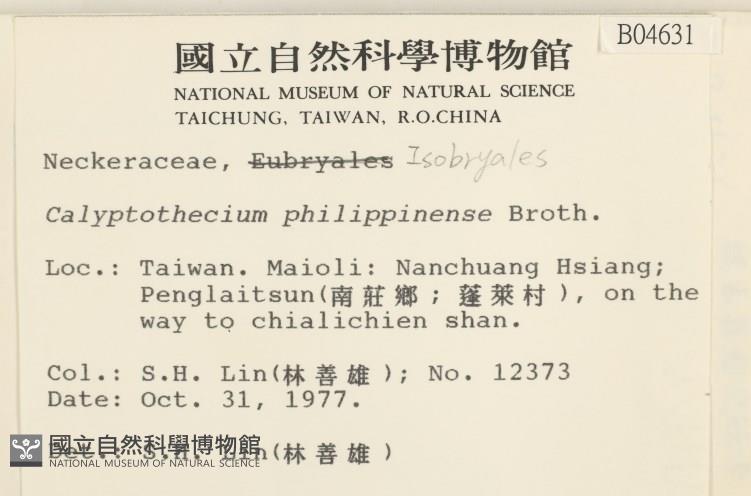 B04631
國立自然科學博物館
NATIONAL MUSEUM OF NATURAL SCIENCE
TAICHUNG, TAIWAN, R.O.CHINA
Neckeraceae, Eubryales Isobryales
Calyptothecium philippinense Broth.
Loc.: Taiwan. Maioli: Nanchuang Hsiang;
Penglaitsun(南莊鄉; 蓬萊村), on the
way to chialichien shan.
Col.: S.H. Lin(林善雄); No. 12373
Date: Oct. 31, 1977.
Det.: S.H. Lin(林善雄)
國立自然科學博物館
NATIONAL MUSEUM OF NATURAL SCIENCE